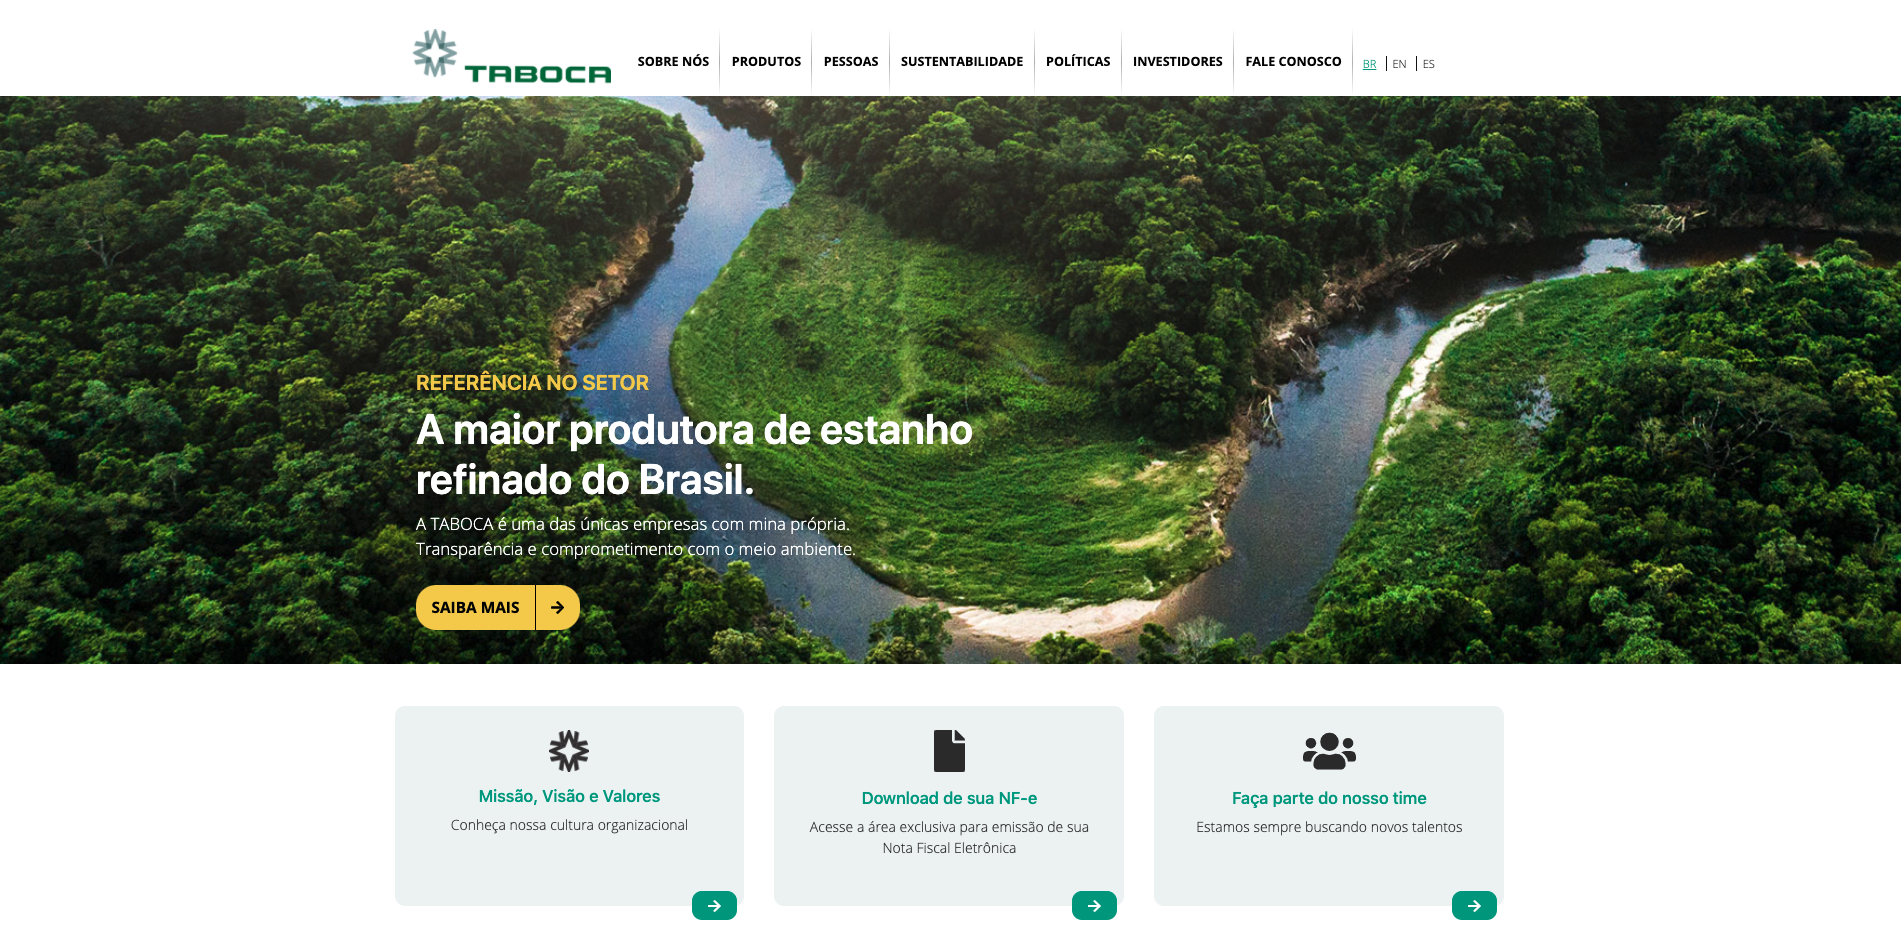 TABOCA
SOBRE NÓS
PRODUTOS
PESSOAS
SUSTENTABILIDADE
POLÍTICAS
INVESTIDORES
FALE CONOSCO
BR
EN
ES
REFERÊNCIA NO SETOR
A maior produtora de estanho
refinado do Brasil.
A TABOCA é uma das únicas empresas com mina própria.
Transparência e comprometimento com o meio ambiente.
SAIBA MAIS
Missão, Visão e Valores
Conheça nossa cultura organizacional
Download de sua NF-e
Acesse a área exclusiva para emissão de sua
Nota Fiscal Eletrônica
Faça parte do nosso time
Estamos sempre buscando novos talentos